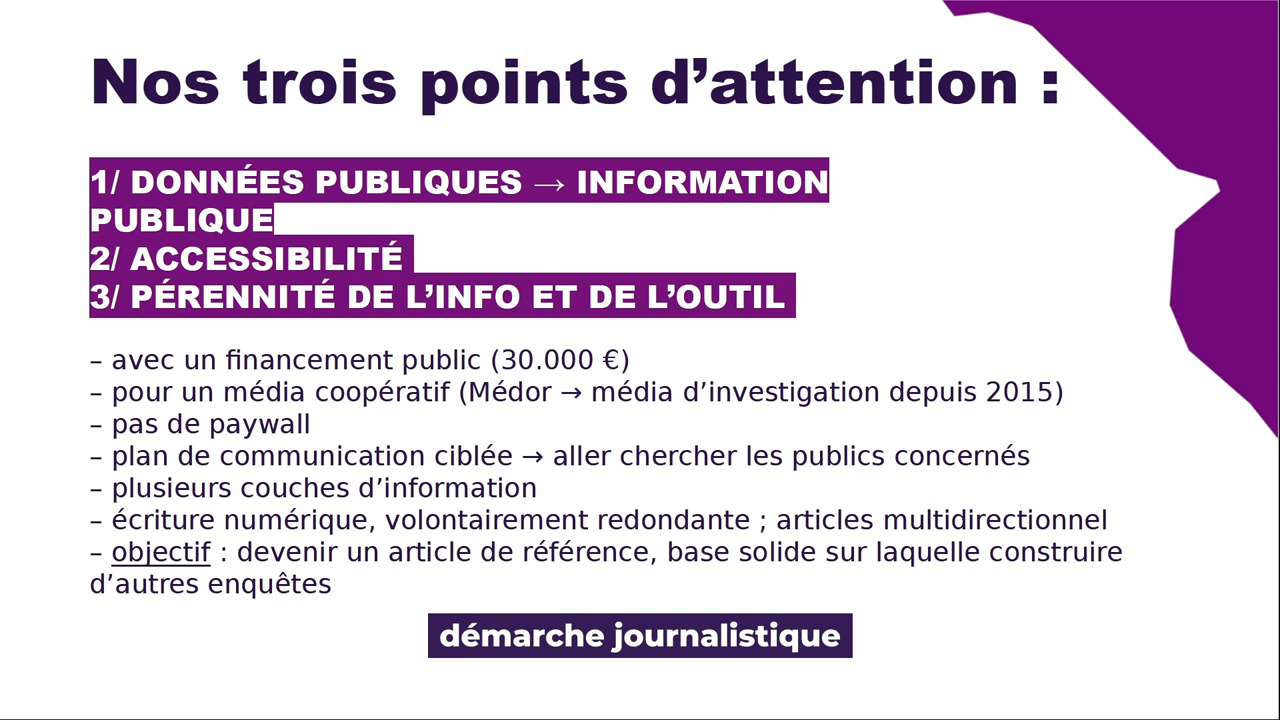 Nos trois points d’attention :
1/ DONNÉES PUBLIQUES → INFORMATION
PUBLIQUE
2/ ACCESSIBILITÉ
3/ PÉRENNITÉ DE L’INFO ET DE L’OUTIL
– avec un financement public (30.000 €)
– pour un média coopératif (Médor → média d’investigation depuis 2015)
– pas de paywall
– plan de communication ciblée → aller chercher les publics concernés
– plusieurs couches d’information
– écriture numérique, volontairement redondante ; articles multidirectionnel
– objectif : devenir un article de référence, base solide sur laquelle construire
d’autres enquêtes
démarche journalistique